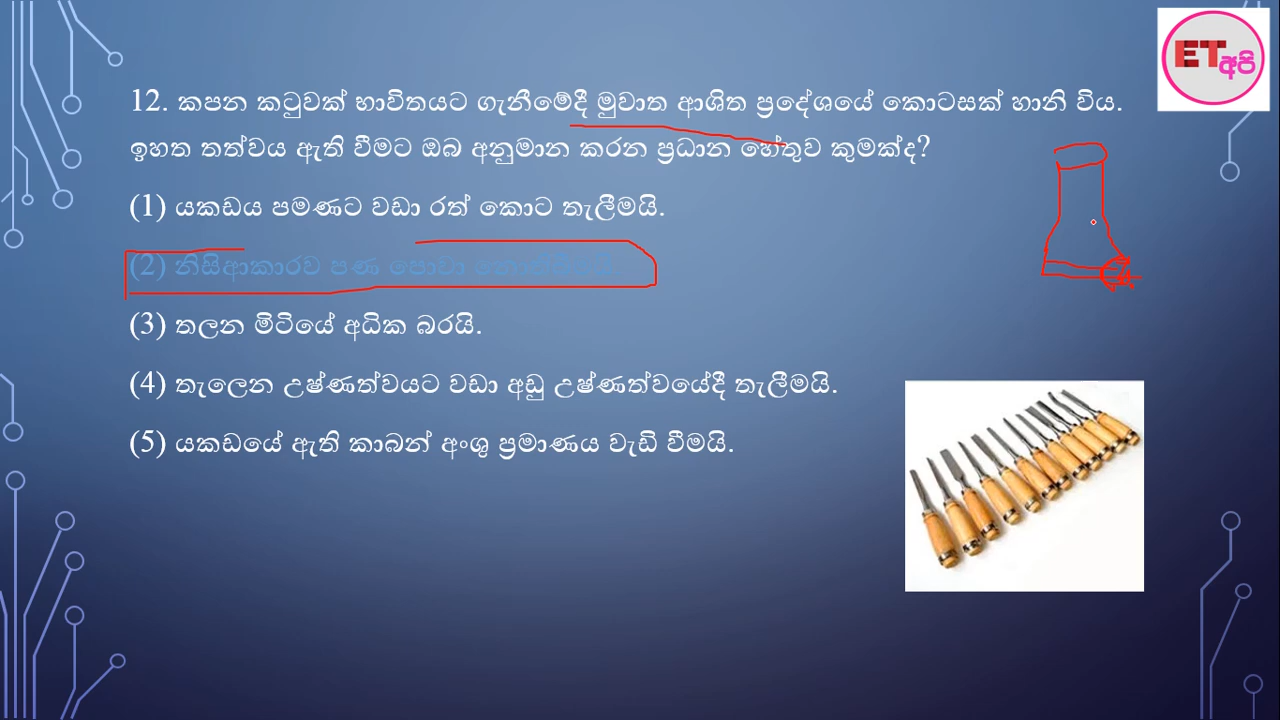 ET අපි
12. කපන කටුවක් භාවිතයට ගැනීමේදී මුවාත ආශිත ප්‍රදේශයේ කොටසක් හානි විය.
ඉහත තත්වය ඇති වීමට ඔබ අනුමාන කරන ප්‍රධාන හේතුව කුමක්ද?
(1) යකඩය පමණට වඩා රත් කොට තැලීමයි.
(2) නිසිආකාරව පණ පොවා
(3) තලන මිටියේ අධික බරයි.
(4) තැලෙන උෂ්ණත්වයට වඩා අඩු උෂ්ණත්වයේදී තැලීමයි.
(5) යකඩයේ ඇති කාබන් අංශු ප්‍රමාණය වැඩි වීමයි.